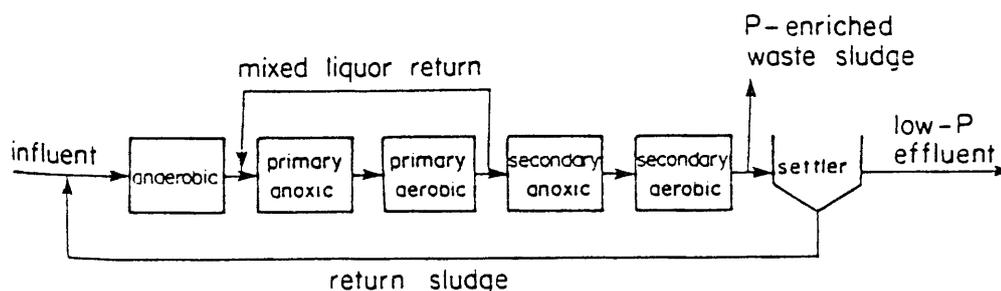 P-enriched
waste sludge
mixed liquor return
low-P
effluent
influent
anaerobic
primary
anoxic
primary
aerobic
secondary
anoxic
secondary
aerobic
settler
return sludge